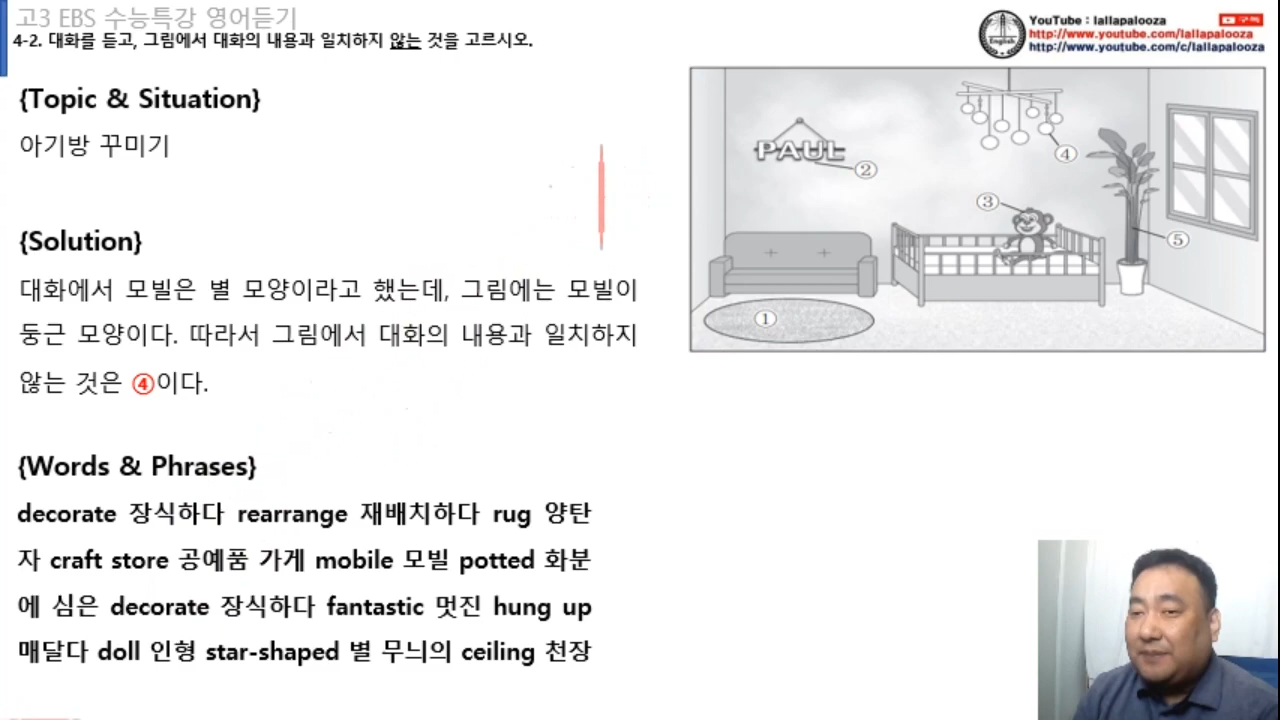 고3 EBS 수능특강 영어듣기
4-2. 대화를 듣고, 그림에서 대화의 내용과 일치하지 않는 것을 고르시오.
YouTube : lallapalooza
구독
http://www.youtube.com/lallapalooza
http://www.youtube.com/c/lallapalooza
English
{Topic & Situation}
아기방 꾸미기
{Solution}
대화에서 모빌은 별 모양이라고 했는데, 그림에는 모빌이
둥근 모양이다. 따라서 그림에서 대화의 내용과 일치하지
않는 것은 ④이다.
{Words & Phrases}
decorate 장식하다 rearrange 재배치하다 rug 양탄
자 craft store 공예품 가게 mobile 모빌 potted 화분
에 심은 decorate 장식하다 fantastic 멋진 hung up
매달다 doll 인형 star-shaped 별 무늬의 ceiling 천장
PAUL
②
④
③
⑤
①